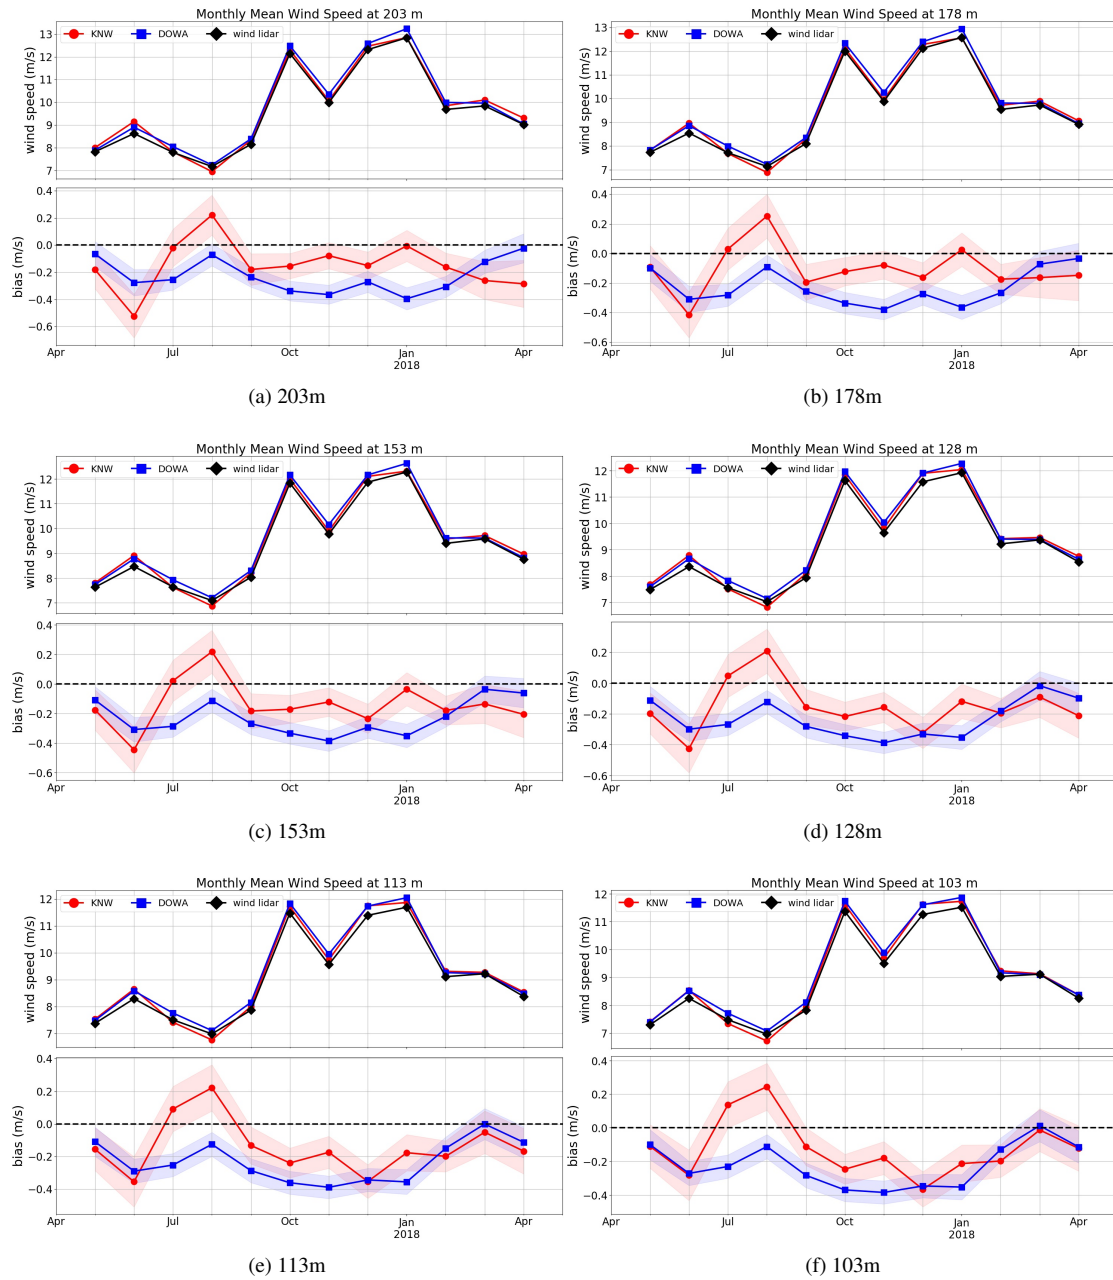 Monthly Mean Wind Speed at 203 m
KNW DOWA wind lidar
wind speed (m/s)
13
12
11
10
9
8
7
bias (m/s)
0.4
0.2
0.0
−0.2
−0.4
−0.6
Apr Jul Oct Jan Apr
2018
(a) 203m
Monthly Mean Wind Speed at 178 m
KNW DOWA wind lidar
wind speed (m/s)
13
12
11
10
9
8
7
bias (m/s)
0.4
0.2
0.0
−0.2
−0.4
−0.6
Apr Jul Oct Jan Apr
2018
(b) 178m
Monthly Mean Wind Speed at 153 m
KNW DOWA wind lidar
wind speed (m/s)
12
11
10
9
8
7
bias (m/s)
0.4
0.2
0.0
−0.2
−0.4
−0.6
Apr Jul Oct Jan Apr
2018
(c) 153m
Monthly Mean Wind Speed at 128 m
KNW DOWA wind lidar
wind speed (m/s)
12
11
10
9
8
7
bias (m/s)
0.2
0.0
−0.2
−0.4
−0.6
Apr Jul Oct Jan Apr
2018
(d) 128m
Monthly Mean Wind Speed at 113 m
KNW DOWA wind lidar
wind speed (m/s)
12
11
10
9
8
7
bias (m/s)
0.4
0.2
0.0
−0.2
−0.4
Apr Jul Oct Jan Apr
2018
(e) 113m
Monthly Mean Wind Speed at 103 m
KNW DOWA wind lidar
wind speed (m/s)
12
11
10
9
8
7
bias (m/s)
0.4
0.2
0.0
−0.2
−0.4
Apr Jul Oct Jan Apr
2018
(f) 103m